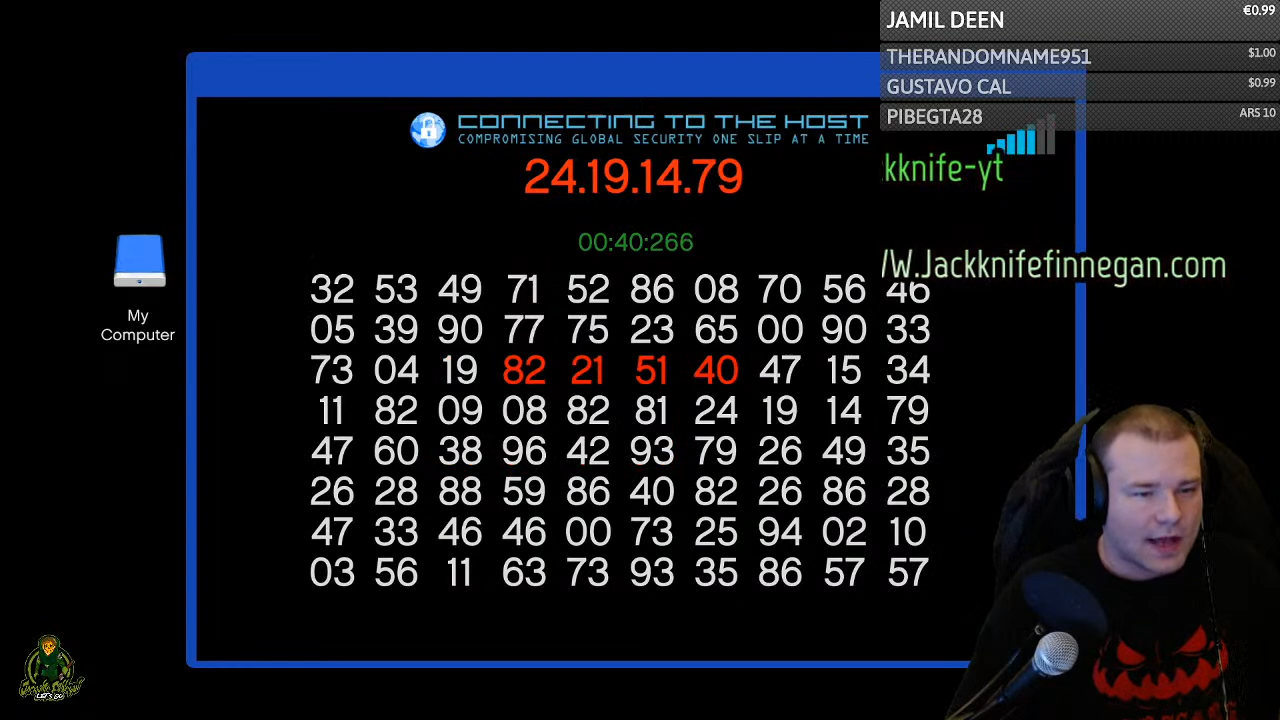 JAMIL DEEN €0.99
THERANDOMNAME951 $1.00
GUSTAVO CAL $0.99
PIBEGTA28 ARS 10
CONNECTING TO THE HOST
COMPROMISING GLOBAL SECURITY ONE SLIP AT A TIME
kknife-yt
24.19.14.79
00:40:266
W.Jackknifefinnegan.com
32 53 49 71 52 86 08 70 56 46
05 39 90 77 75 23 65 00 90 33
73 04 19 82 21 51 40 47 15 34
11 82 09 08 82 81 24 19 14 79
47 60 38 96 42 93 79 26 49 35
26 28 88 59 86 40 82 26 86 28
47 33 46 46 00 73 25 94 02 10
03 56 11 63 73 93 35 86 57 57
My
Computer
LET'S GO